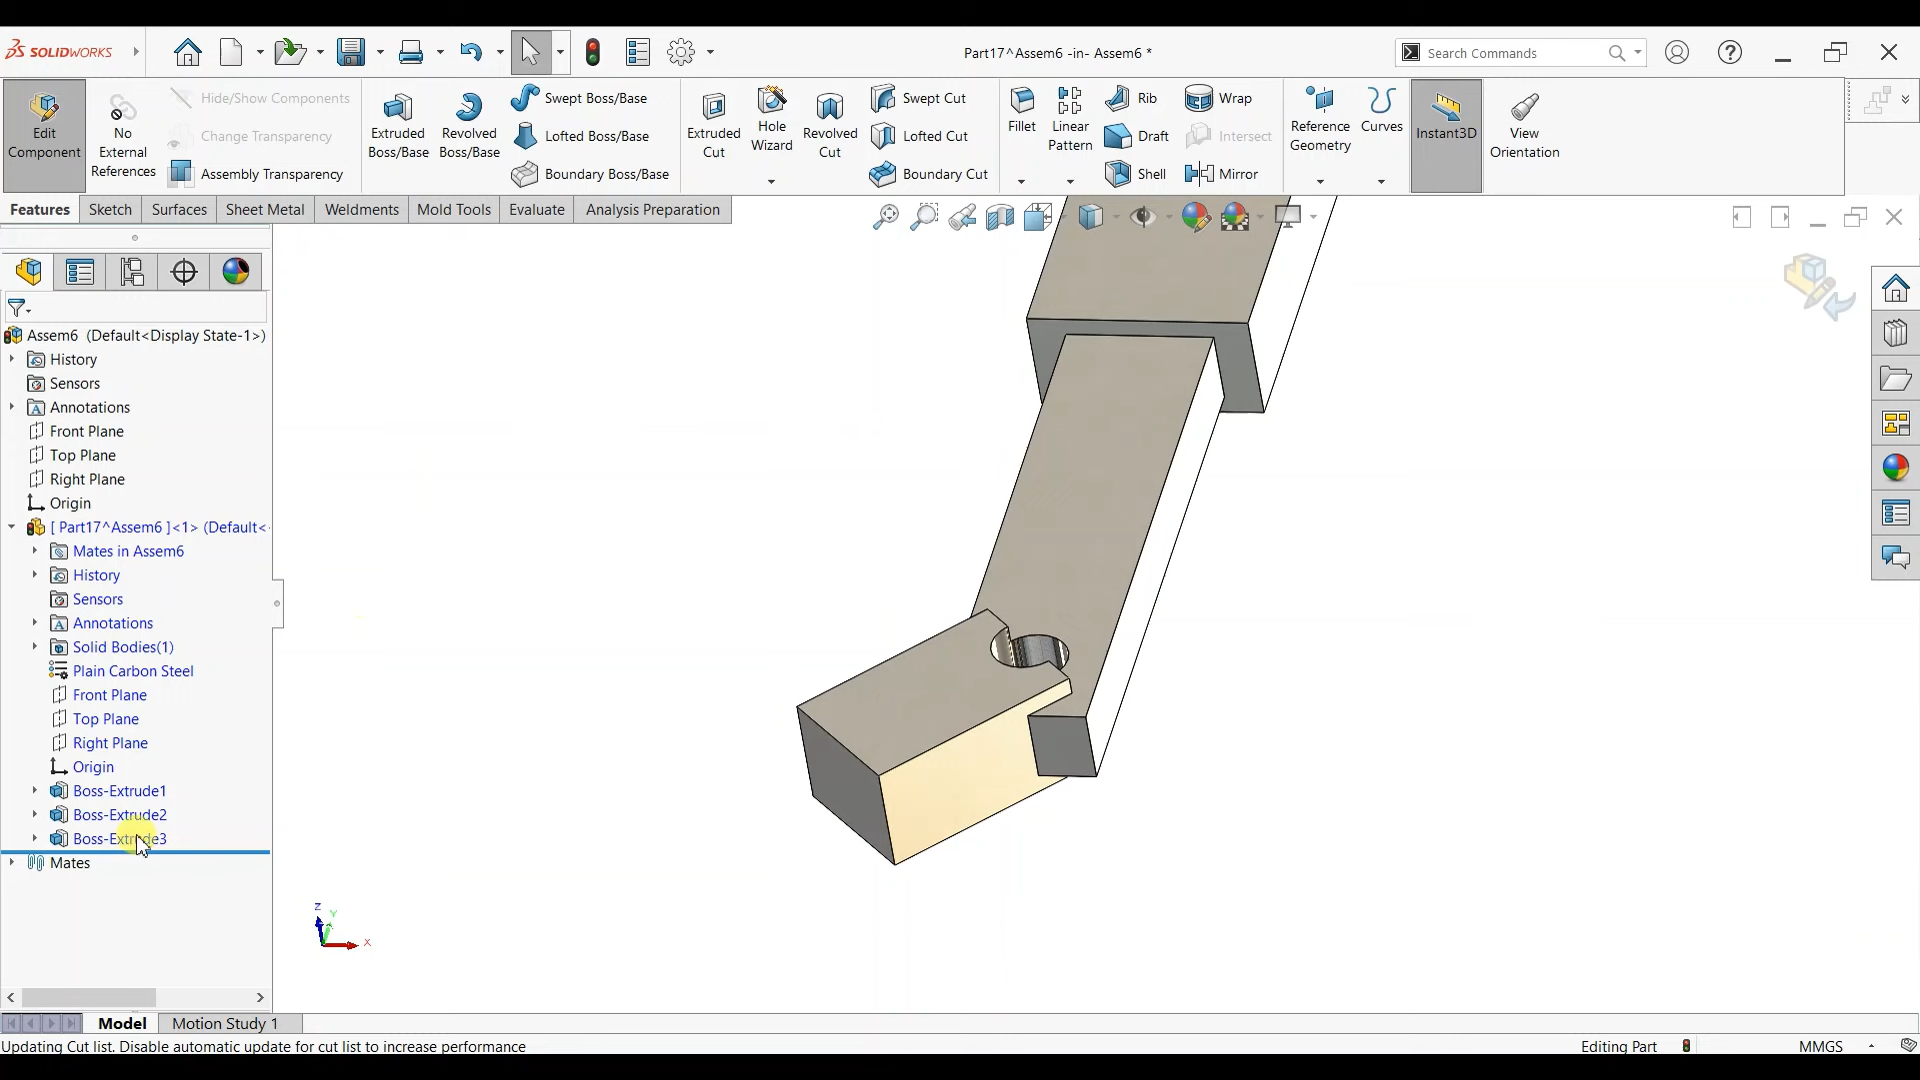 SOLIDWORKS
Part17^Assem6 -in- Assem6 *
Search Commands
Edit Component
No External References
Hide/Show Components
Change Transparency
Assembly Transparency
Extruded Boss/Base
Revolved Boss/Base
Swept Boss/Base
Lofted Boss/Base
Boundary Boss/Base
Extruded Cut
Hole Wizard
Revolved Cut
Swept Cut
Lofted Cut
Boundary Cut
Fillet
Linear Pattern
Rib
Draft
Shell
Wrap
Intersect
Mirror
Reference Geometry
Curves
Instant3D
View Orientation
Features
Sketch
Surfaces
Sheet Metal
Weldments
Mold Tools
Evaluate
Analysis Preparation
Assem6 (Default<Display State-1>)
History
Sensors
Annotations
Front Plane
Top Plane
Right Plane
Origin
[ Part17^Assem6 ]<1> (Default<
Mates in Assem6
History
Sensors
Annotations
Solid Bodies(1)
Plain Carbon Steel
Front Plane
Top Plane
Right Plane
Origin
Boss-Extrude1
Boss-Extrude2
Boss-Extrude3
Mates
Z
Y
X
Model
Motion Study 1
Updating Cut list. Disable automatic update for cut list to increase performance
Editing Part
MMGS